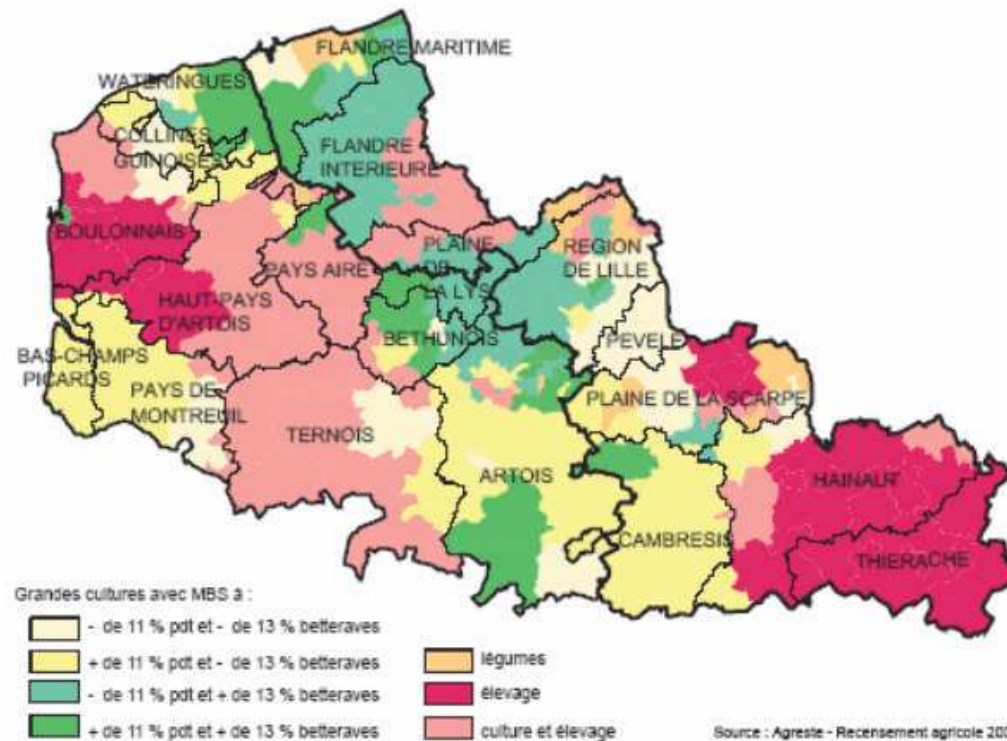 FLANDRE MARITIME
WATERINGUES
COLLINES
GUINOISES
FLANDRE
INTERIEURE
BOULONNAIS
PAYS AIRE
PLAINE
DE
LA LYS
REGION
DE LILLE
HAUT-PAYS
D'ARTOIS
BETHUNOIS
PEVELE
BAS-CHAMPS
PICARDS
PAYS DE
MONTREUIL
PLAINE DE LA SCARPE
TERNOIS
ARTOIS
HAINAUT
CAMBRESIS
THIERACHE
Grandes cultures avec MBS à :
- de 11 % pdt et - de 13 % betteraves
+ de 11 % pdt et - de 13 % betteraves
- de 11 % pdt et + de 13 % betteraves
+ de 11 % pdt et + de 13 % betteraves
légumes
élevage
culture et élevage
Source : Agreste - Recensement agricole